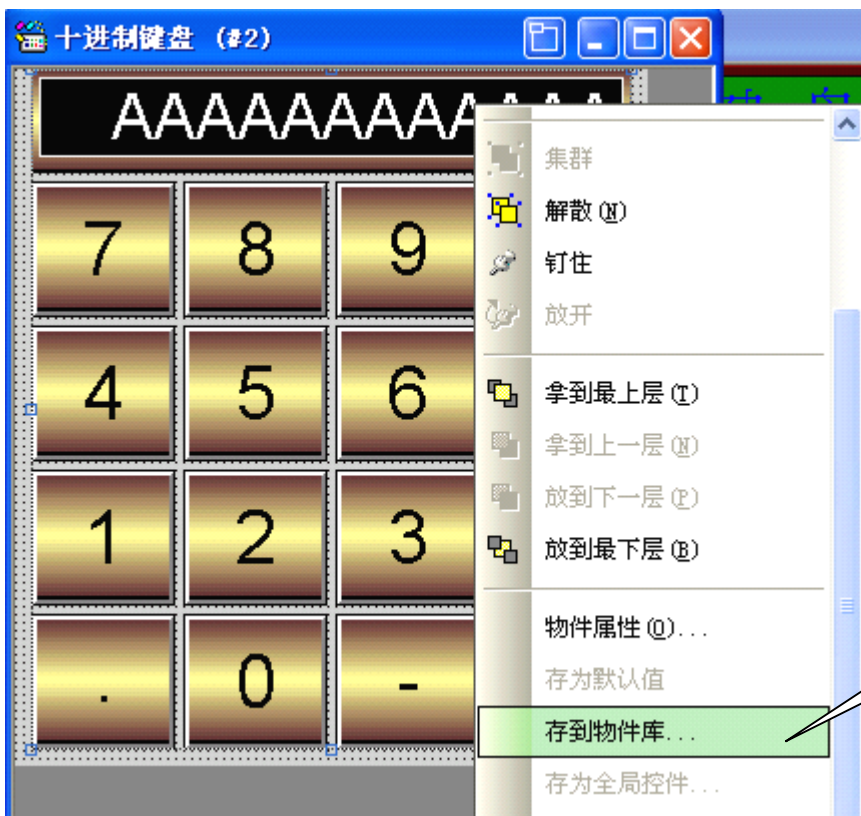 十进制键盘 (#2)
AAAAAAAAAAAAA
集群
7 8 9
解散(N)
钉住
放开
4 5 6
拿到最上层(T)
拿到上一层(N)
放到下一层(P)
1 2 3
放到最下层(B)
物件属性(O)...
. 0 -
存为默认值
存到物件库...
存为全局控件...